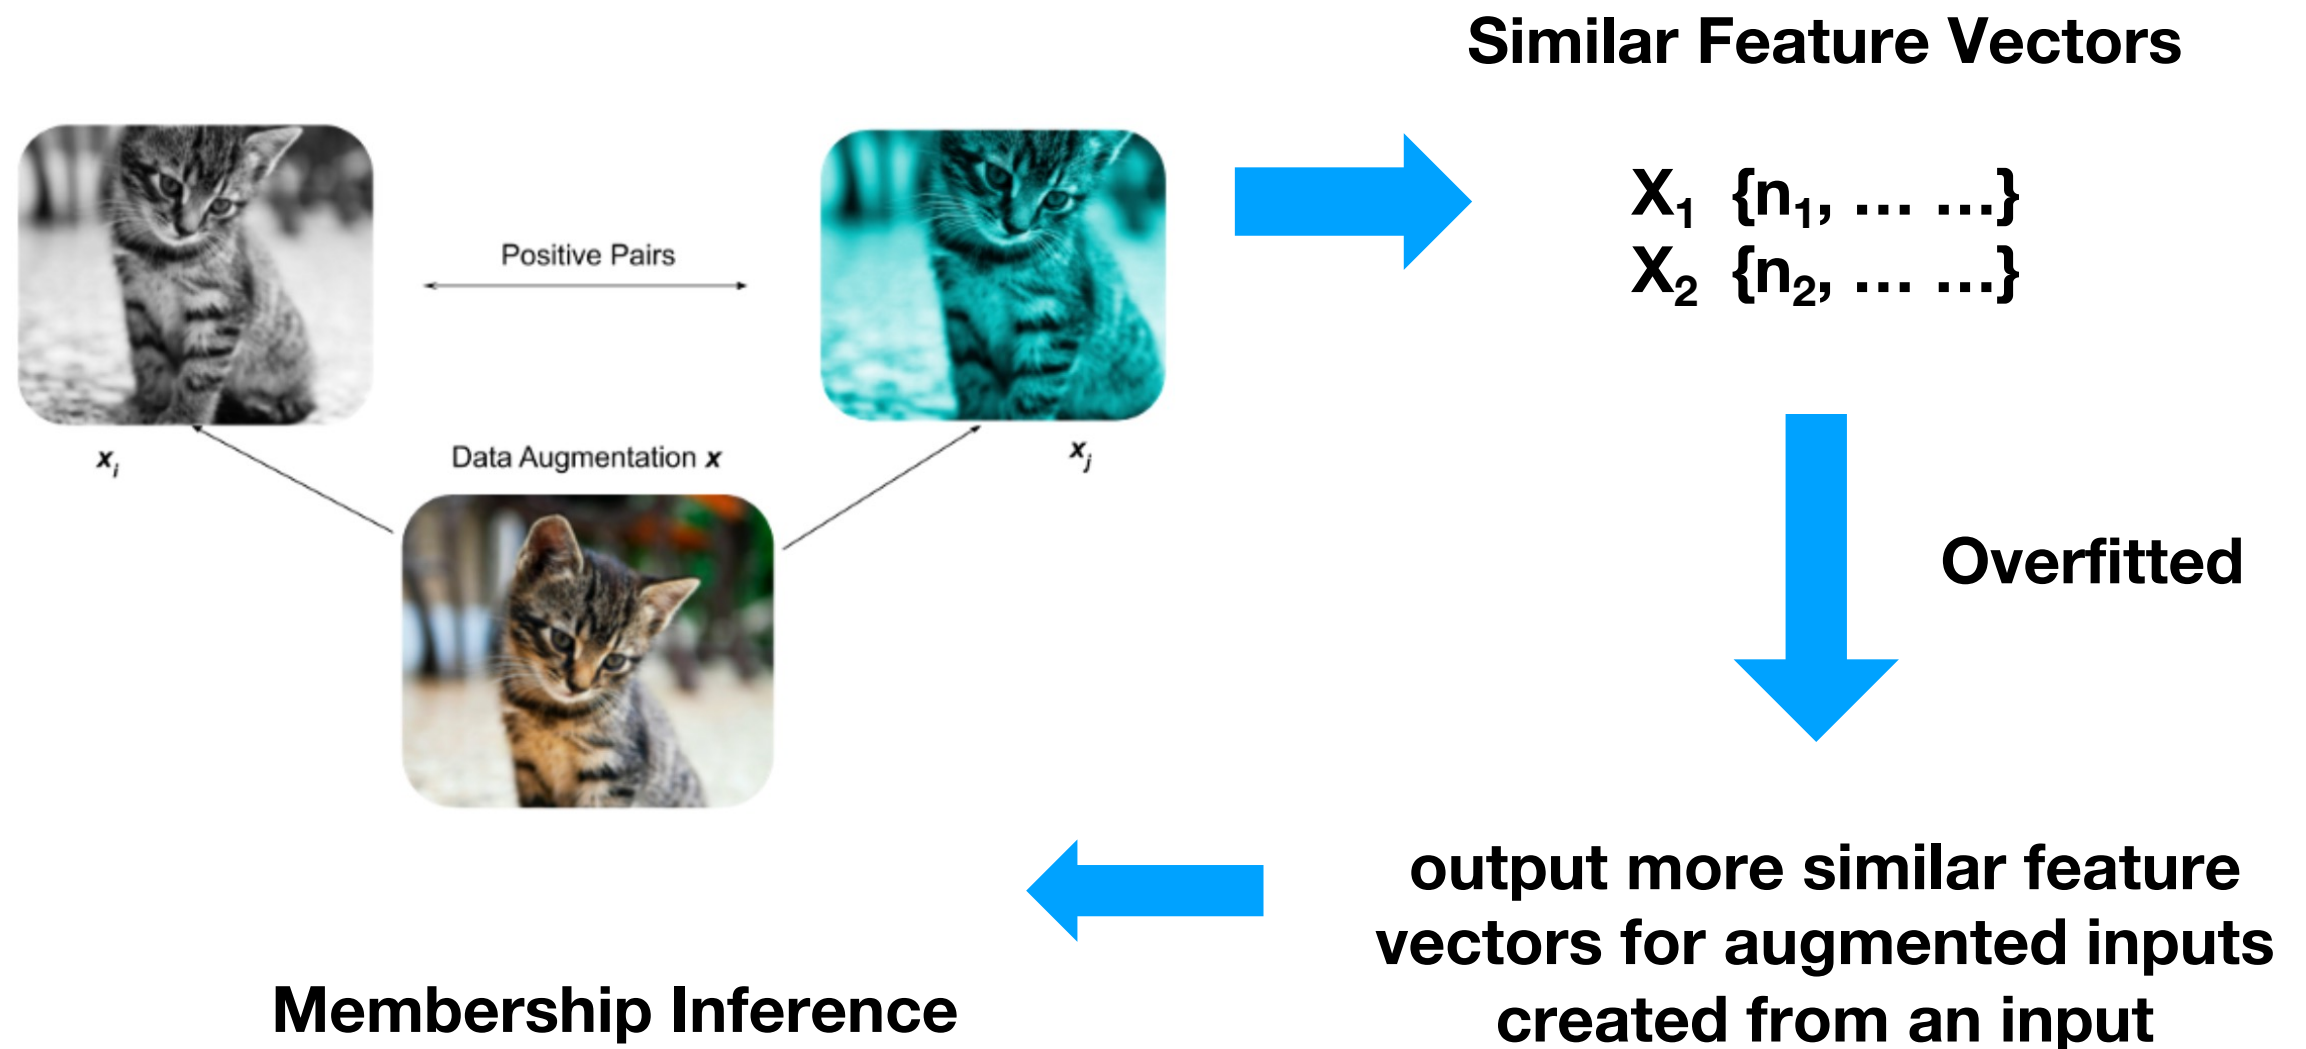 Similar Feature Vectors
Positive Pairs
X₁ {n₁, ... ...}
X₂ {n₂, ... ...}
xᵢ
Data Augmentation x
xⱼ
Overfitted
output more similar feature
vectors for augmented inputs
created from an input
Membership Inference